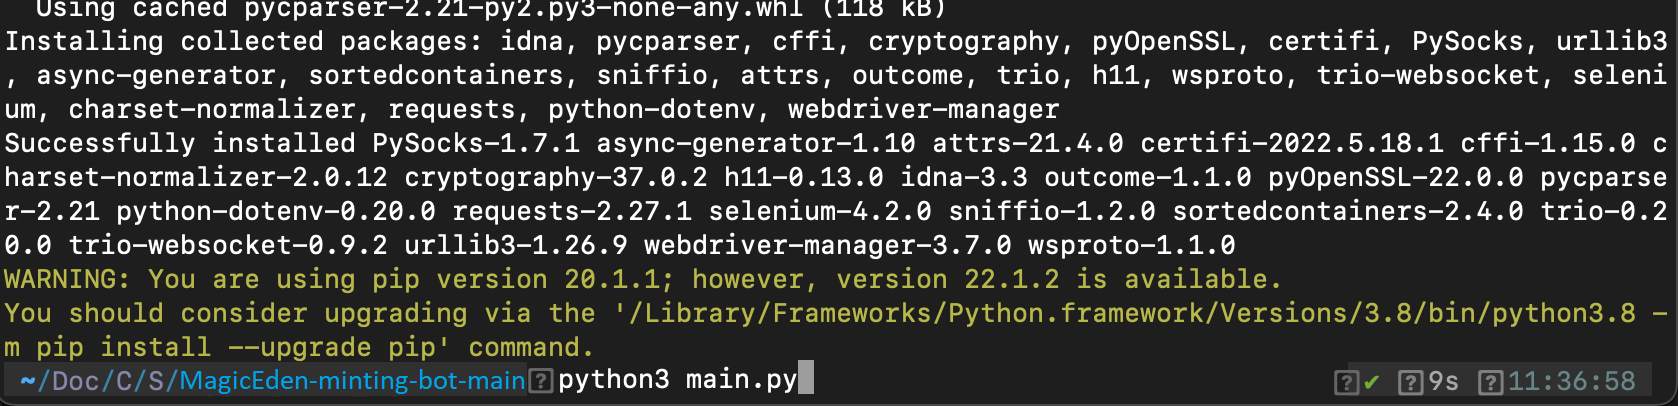 Using cached pycparser-2.21-py2.py3-none-any.whl (118 kB)
Installing collected packages: idna, pycparser, cffi, cryptography, pyOpenSSL, certifi, PySocks, urllib3
, async-generator, sortedcontainers, sniffio, attrs, outcome, trio, h11, wsproto, trio-websocket, seleni
um, charset-normalizer, requests, python-dotenv, webdriver-manager
Successfully installed PySocks-1.7.1 async-generator-1.10 attrs-21.4.0 certifi-2022.5.18.1 cffi-1.15.0 c
harset-normalizer-2.0.12 cryptography-37.0.2 h11-0.13.0 idna-3.3 outcome-1.1.0 pyOpenSSL-22.0.0 pycparse
r-2.21 python-dotenv-0.20.0 requests-2.27.1 selenium-4.2.0 sniffio-1.2.0 sortedcontainers-2.4.0 trio-0.2
0.0 trio-websocket-0.9.2 urllib3-1.26.9 webdriver-manager-3.7.0 wsproto-1.1.0
WARNING: You are using pip version 20.1.1; however, version 22.1.2 is available.
You should consider upgrading via the '/Library/Frameworks/Python.framework/Versions/3.8/bin/python3.8 -
m pip install --upgrade pip' command.
~/Doc/C/S/MagicEden-minting-bot-main ? python3 main.py ? ✔ ? 9s ? 11:36:58